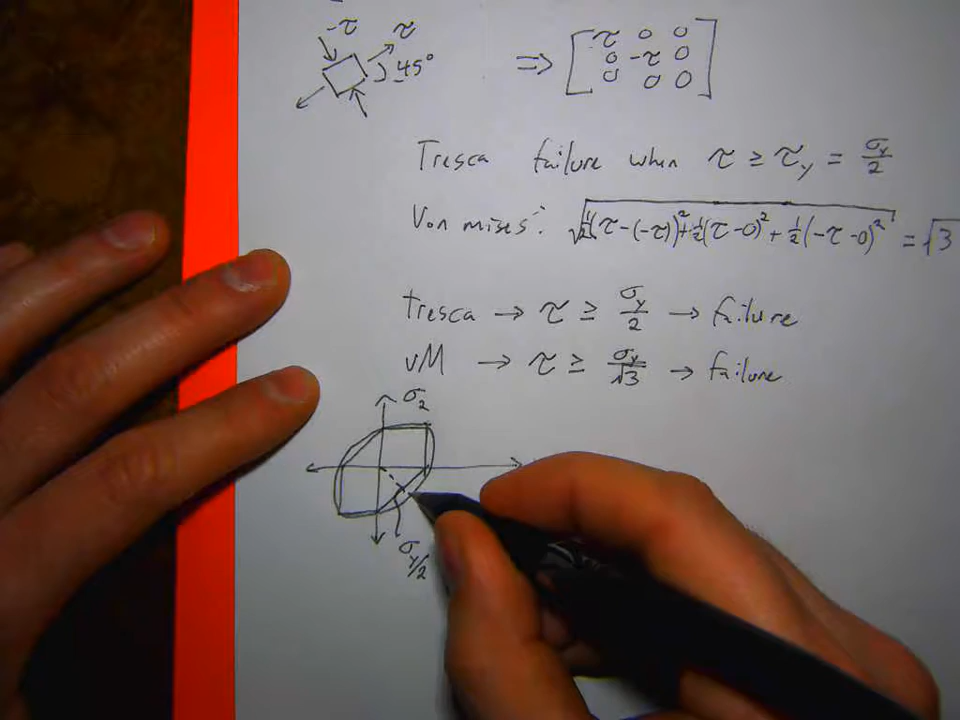 -τ τ
45°
⇒ [τ 0 0
0 -τ 0
0 0 0]
Tresca failure when τ ≥ τy = σy/2
Von mises: √(½(τ-(-τ))²+½(τ-0)²+½(-τ-0)²) = √3
tresca → τ ≥ σy/2 → failure
vM → τ ≥ σy/√3 → failure
σ2
σy/2